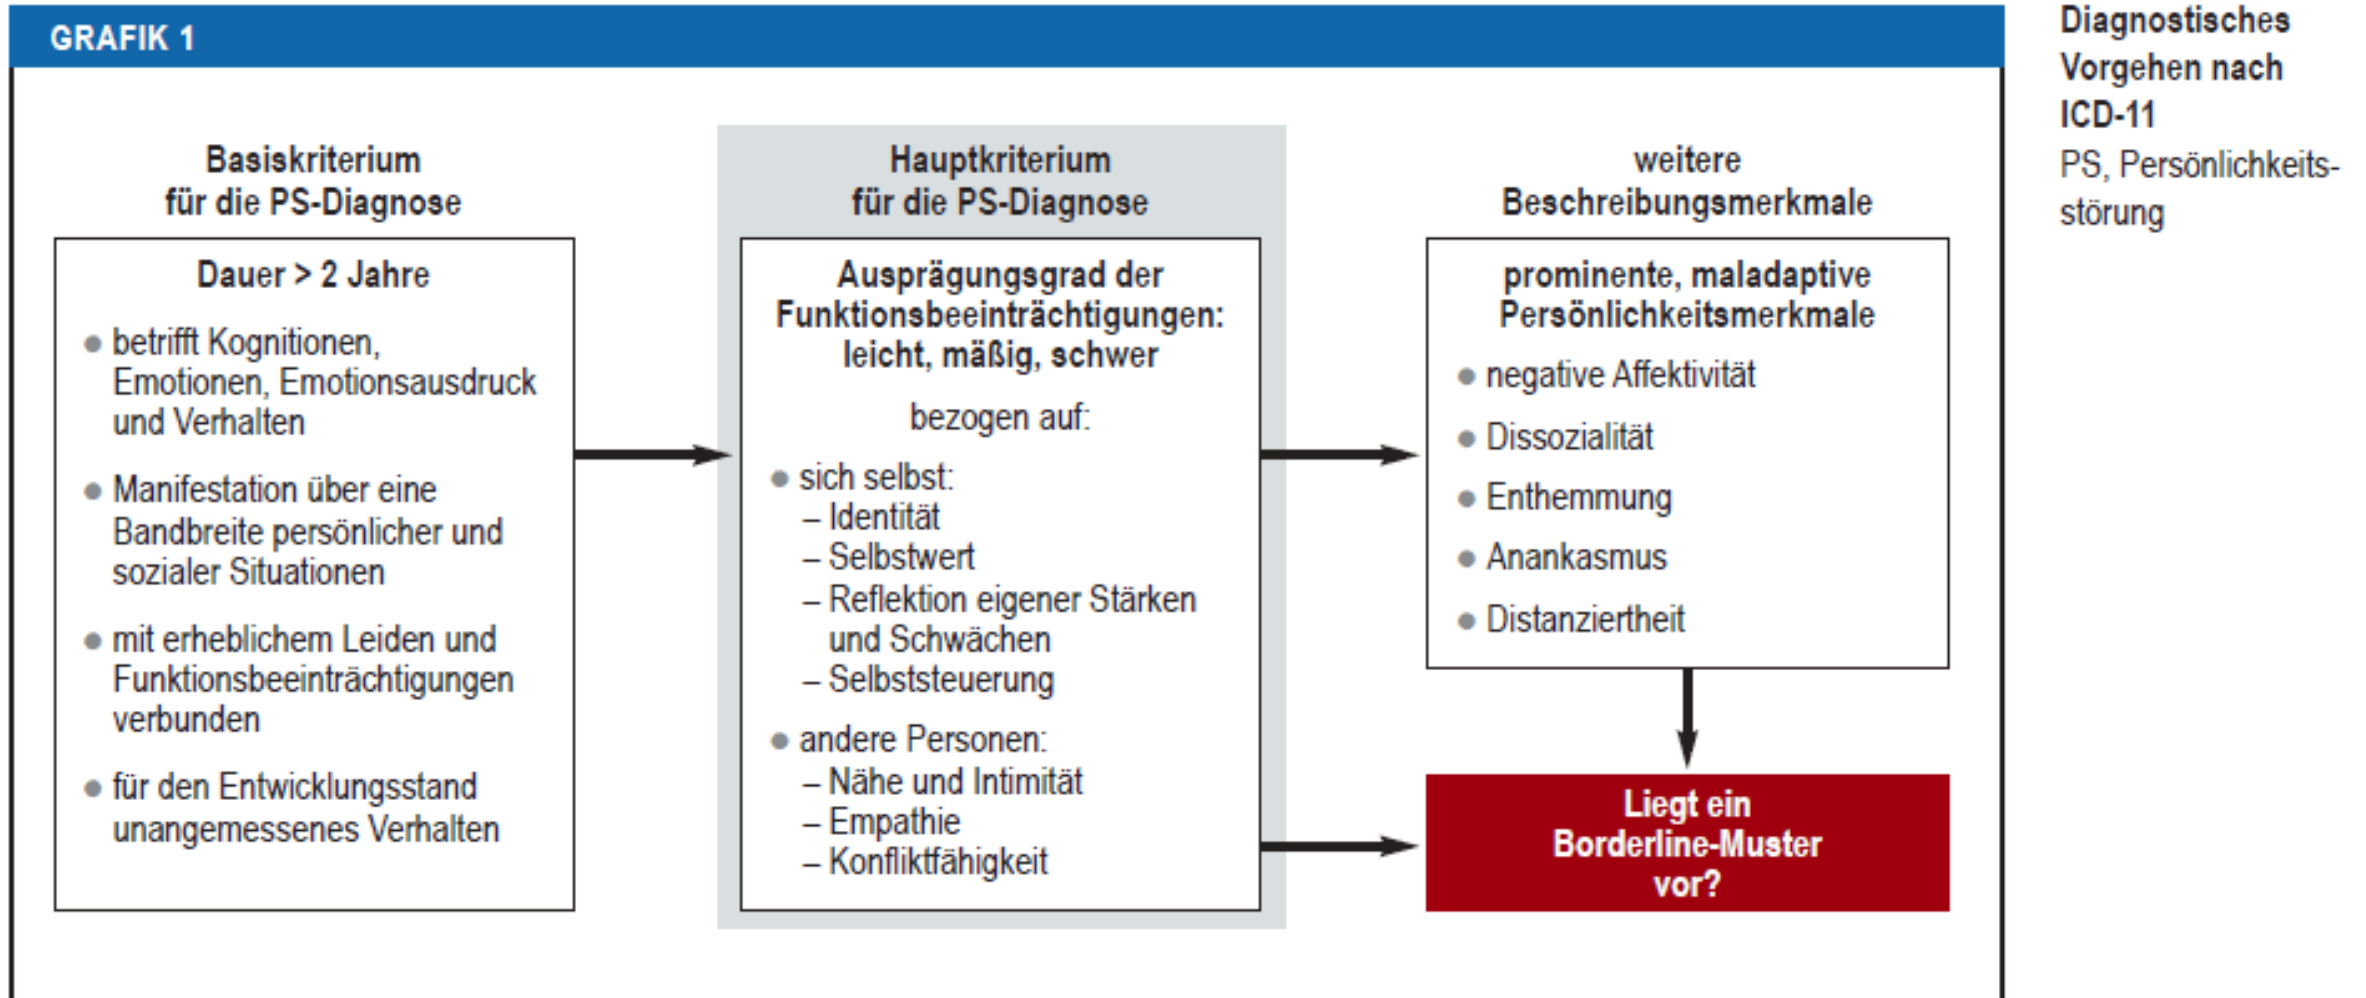 GRAFIK 1
Basiskriterium
für die PS-Diagnose
Dauer > 2 Jahre
● betrifft Kognitionen,
Emotionen, Emotionsausdruck
und Verhalten
● Manifestation über eine
Bandbreite persönlicher und
sozialer Situationen
● mit erheblichem Leiden und
Funktionsbeeinträchtigungen
verbunden
● für den Entwicklungsstand
unangemessenes Verhalten
Hauptkriterium
für die PS-Diagnose
Ausprägungsgrad der
Funktionsbeeinträchtigungen:
leicht, mäßig, schwer
bezogen auf:
● sich selbst:
– Identität
– Selbstwert
– Reflektion eigener Stärken
und Schwächen
– Selbststeuerung
● andere Personen:
– Nähe und Intimität
– Empathie
– Konfliktfähigkeit
weitere
Beschreibungsmerkmale
prominente, maladaptive
Persönlichkeitsmerkmale
● negative Affektivität
● Dissozialität
● Enthemmung
● Anankasmus
● Distanziertheit
Liegt ein
Borderline-Muster
vor?
Diagnostisches
Vorgehen nach
ICD-11
PS, Persönlichkeits-
störung